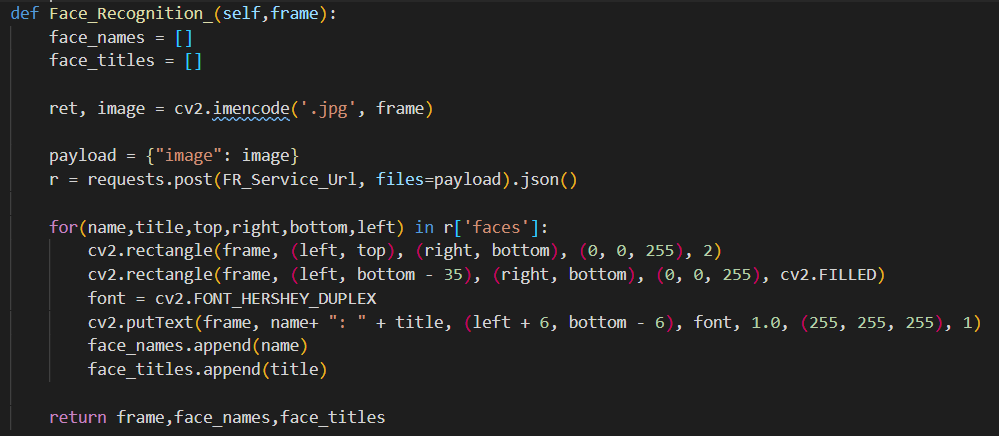 def Face_Recognition_(self,frame):
    face_names = []
    face_titles = []

    ret, image = cv2.imencode('.jpg', frame)

    payload = {"image": image}
    r = requests.post(FR_Service_Url, files=payload).json()

    for(name,title,top,right,bottom,left) in r['faces']:
        cv2.rectangle(frame, (left, top), (right, bottom), (0, 0, 255), 2)
        cv2.rectangle(frame, (left, bottom - 35), (right, bottom), (0, 0, 255), cv2.FILLED)
        font = cv2.FONT_HERSHEY_DUPLEX
        cv2.putText(frame, name+ ": " + title, (left + 6, bottom - 6), font, 1.0, (255, 255, 255), 1)
        face_names.append(name)
        face_titles.append(title)

    return frame,face_names,face_titles